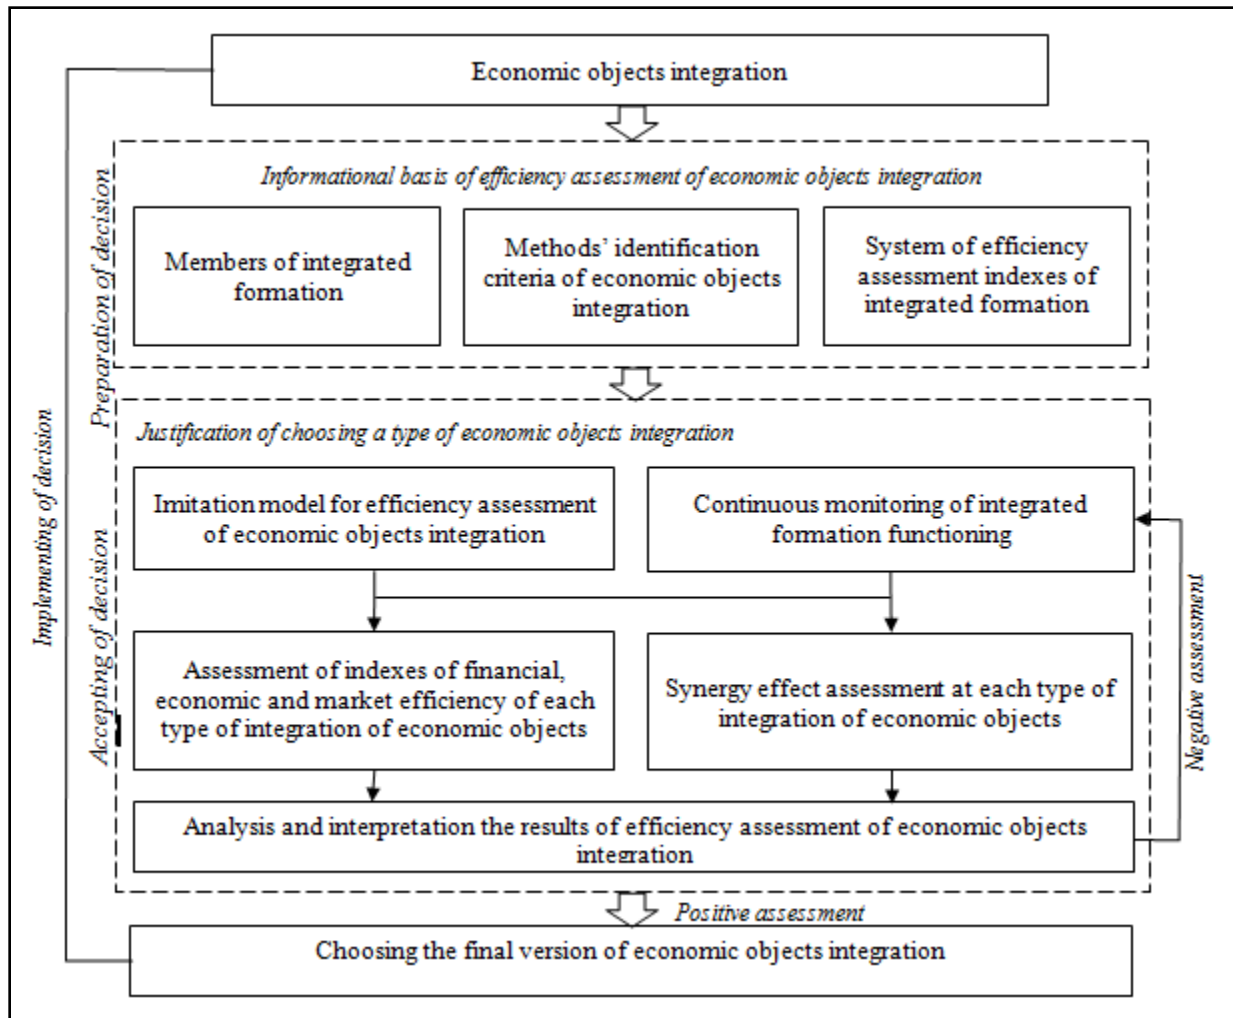 Economic objects integration
Informational basis of efficiency assessment of economic objects integration
Members of integrated
formation
Methods’ identification
criteria of economic objects
integration
System of efficiency
assessment indexes of
integrated formation
Preparation of decision
Justification of choosing a type of economic objects integration
Imitation model for efficiency assessment
of economic objects integration
Continuous monitoring of integrated
formation functioning
Implementing of decision
Accepting of decision
Negative assessment
Assessment of indexes of financial,
economic and market efficiency of each
type of integration of economic objects
Synergy effect assessment at each type of
integration of economic objects
Analysis and interpretation the results of efficiency assessment of economic objects
integration
Positive assessment
Choosing the final version of economic objects integration